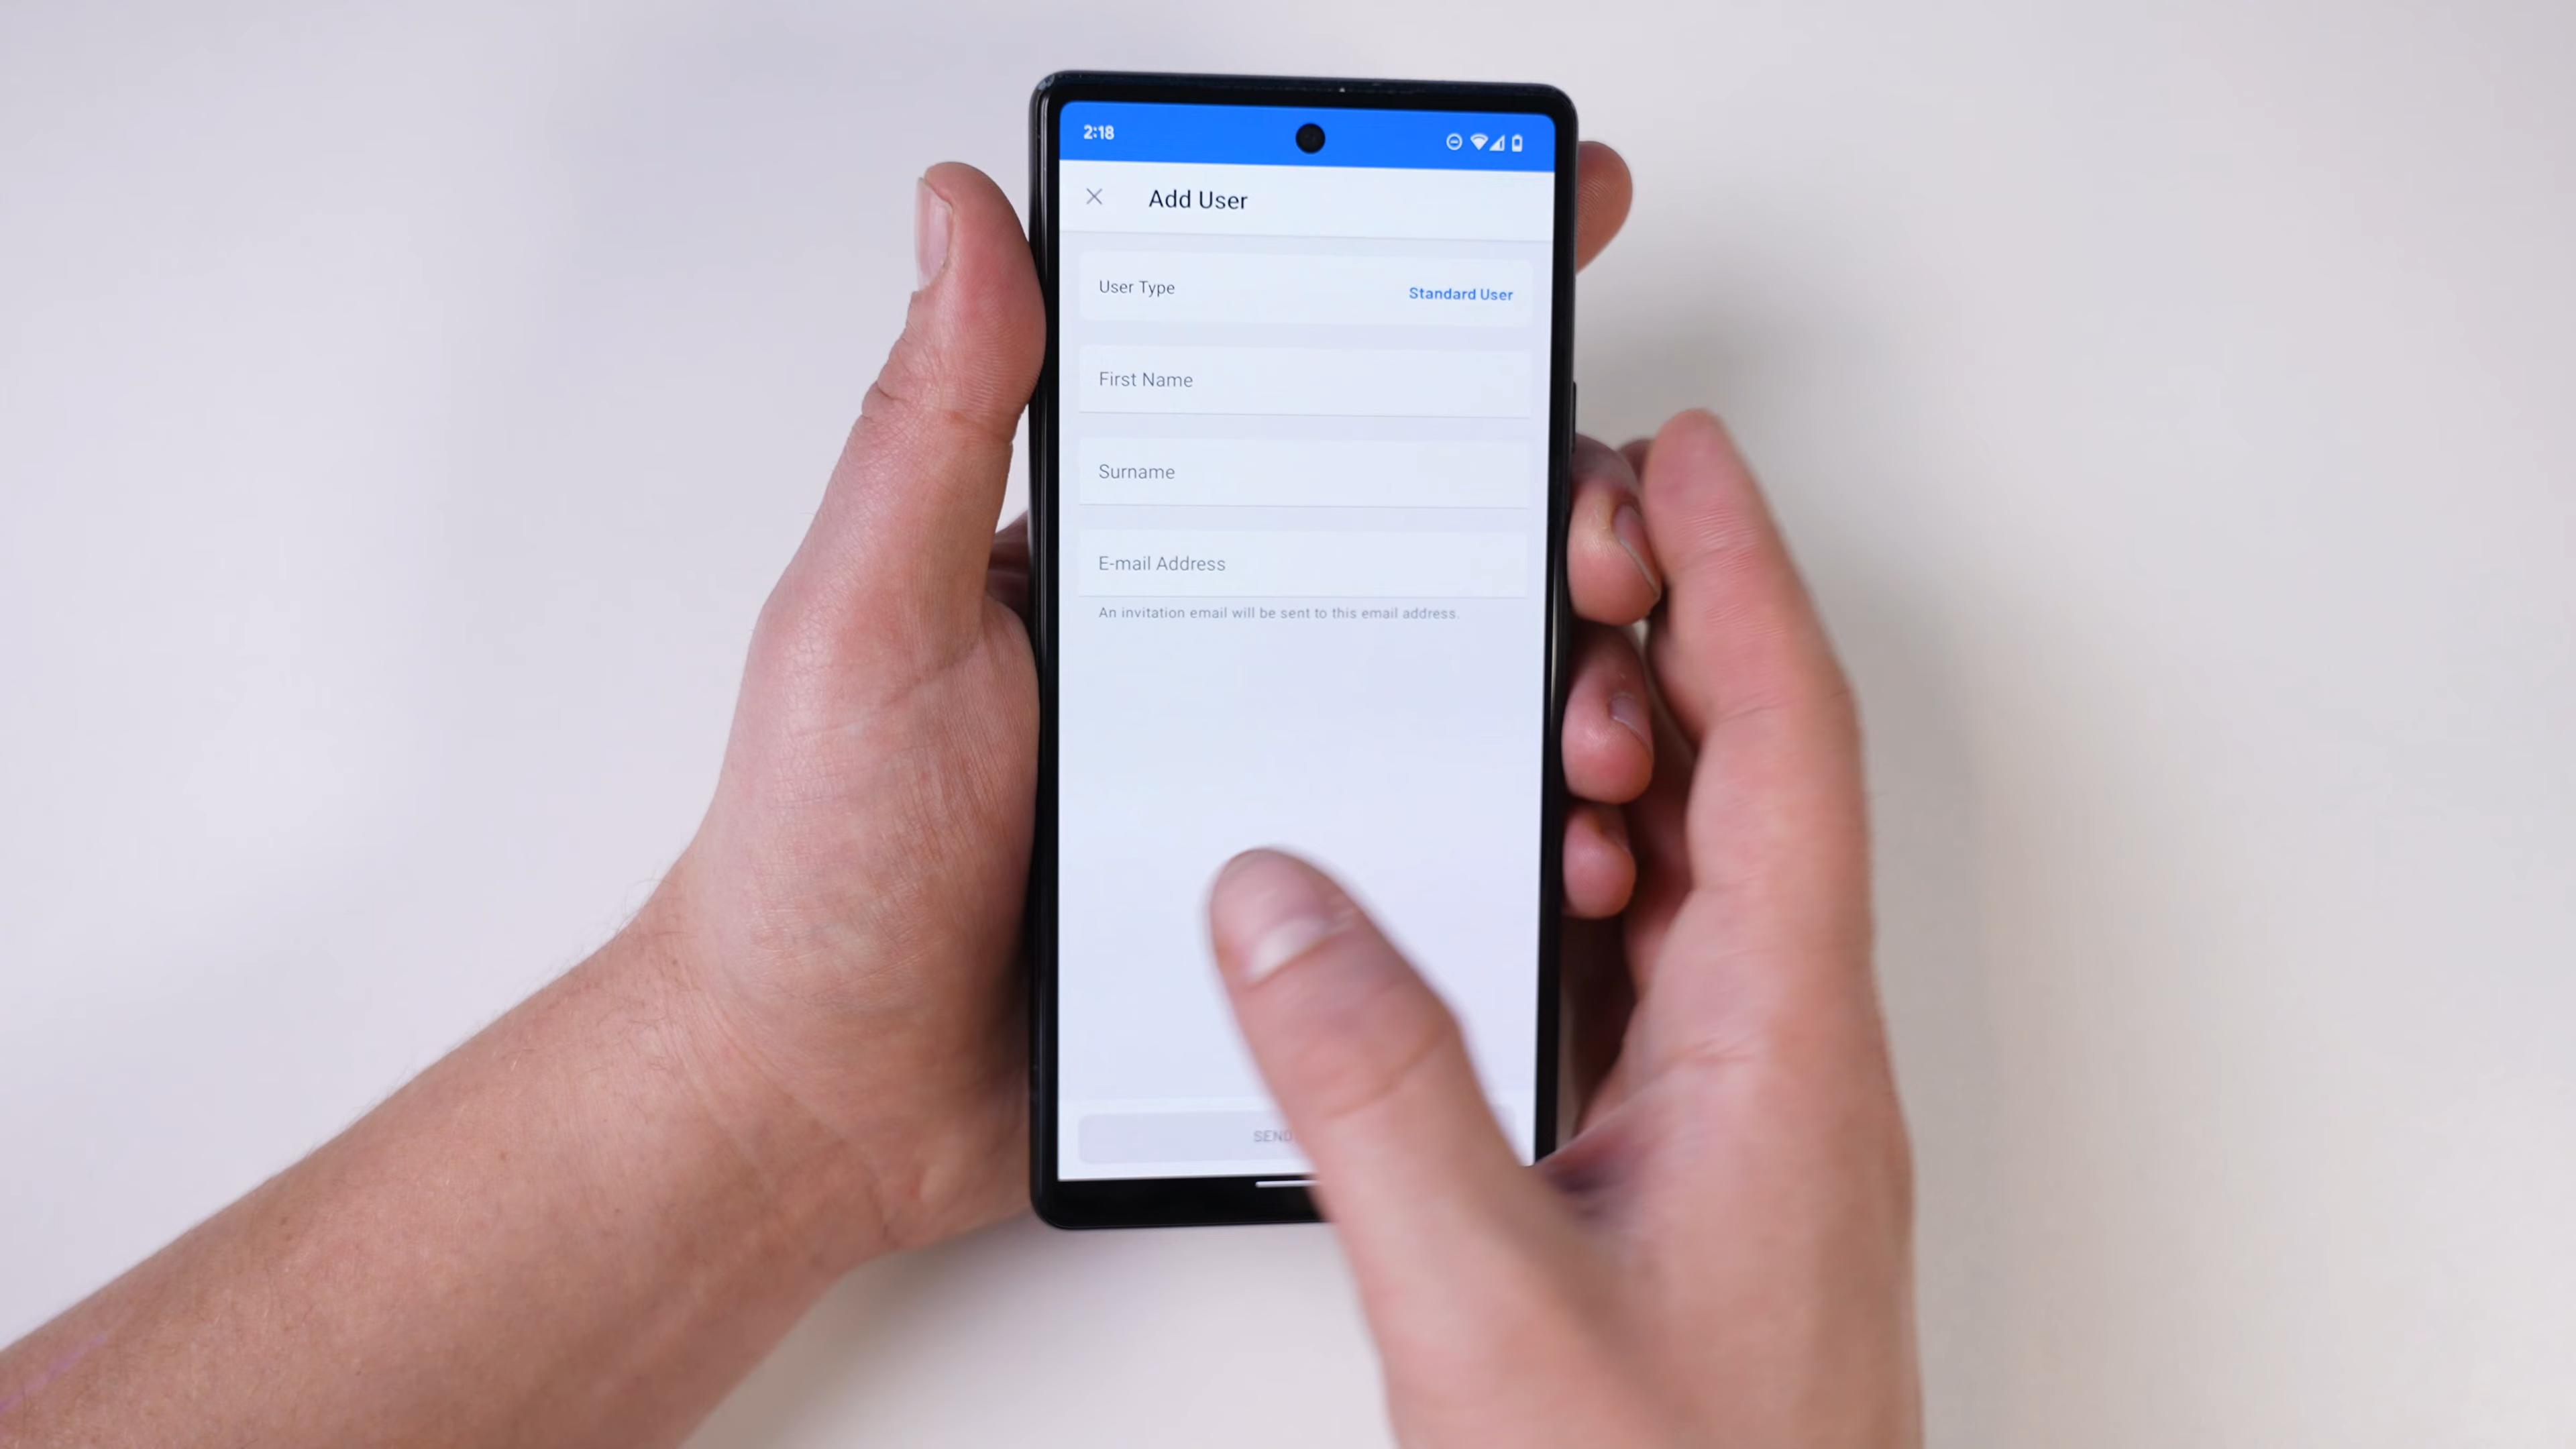 2:18
Add User
User Type
Standard User
First Name
Surname
E-mail Address
An invitation email will be sent to this email address.
SEND